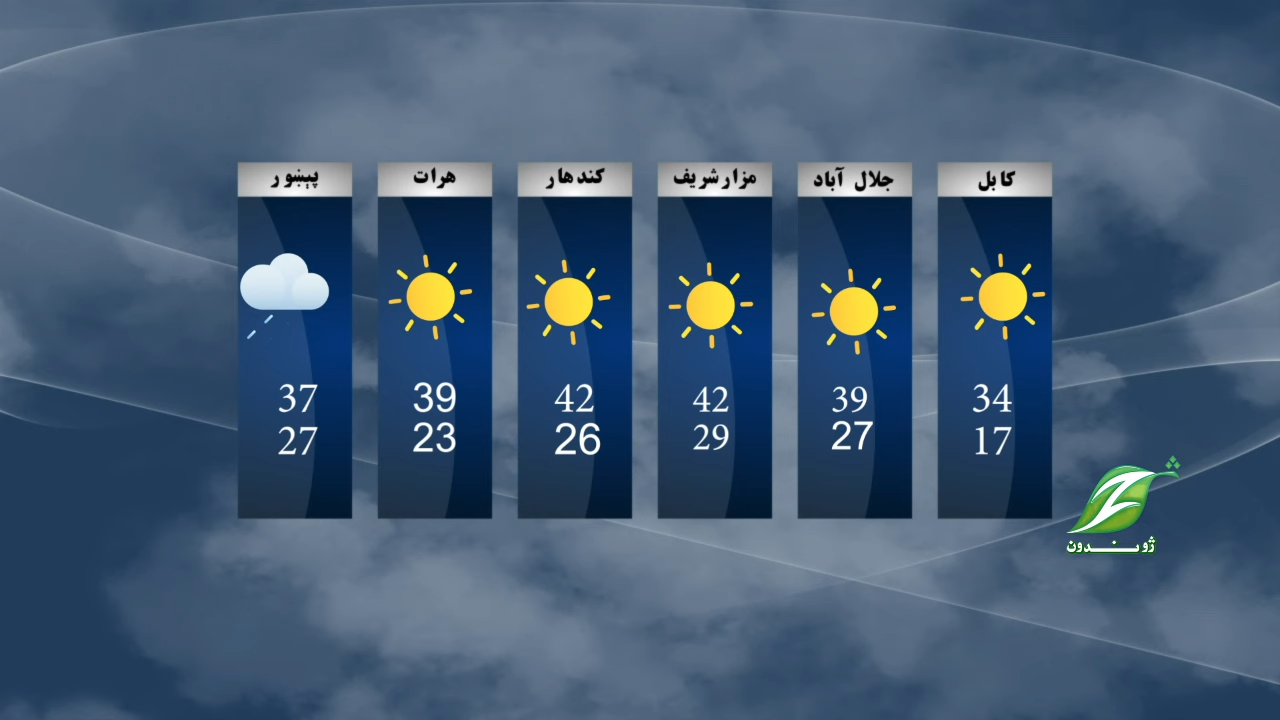 کابل
34
17
جلال آباد
39
27
مزارشریف
42
29
کندهار
42
26
هرات
39
23
پېښور
37
27
ژوندون